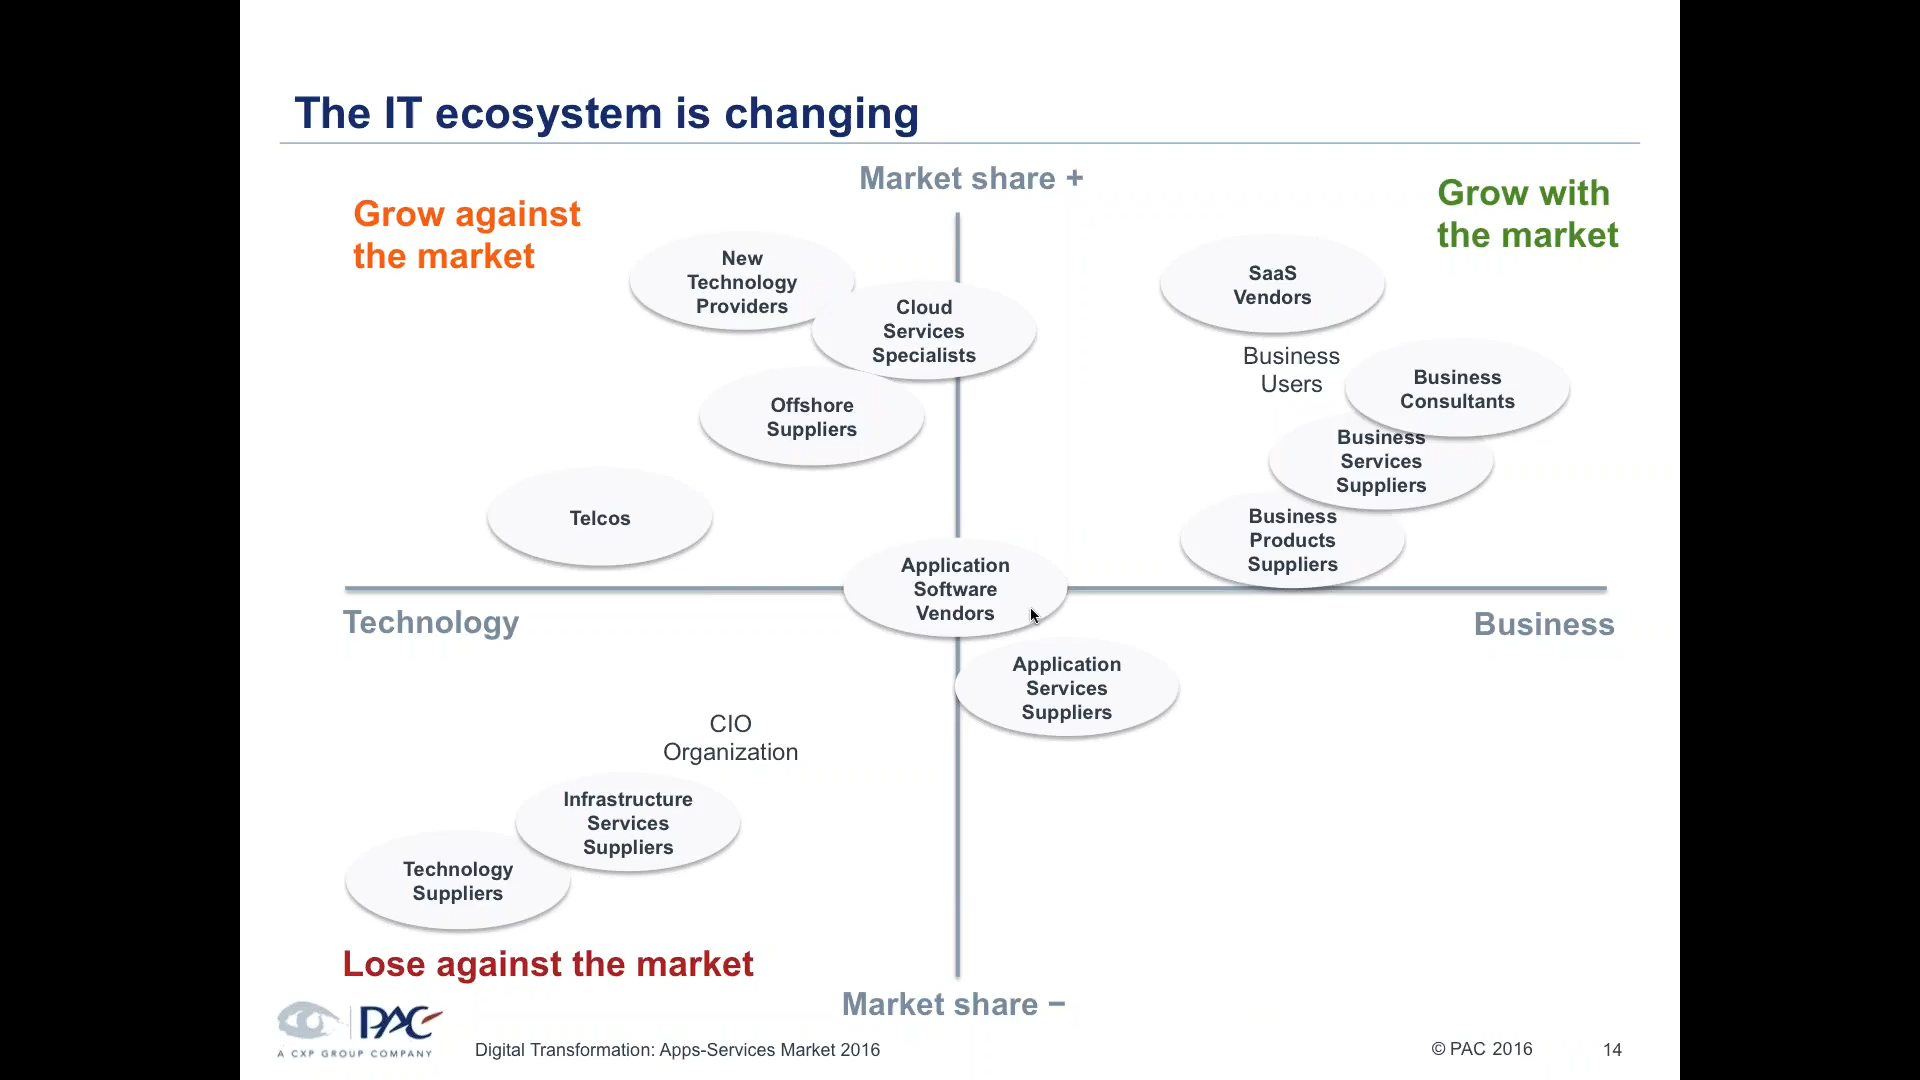 The IT ecosystem is changing
Market share +
Grow against
the market
Grow with
the market
New
Technology
Providers
Cloud
Services
Specialists
SaaS
Vendors
Business
Users
Business
Consultants
Offshore
Suppliers
Business
Services
Suppliers
Telcos
Business
Products
Suppliers
Application
Software
Vendors
Technology
Business
Application
Services
Suppliers
CIO
Organization
Infrastructure
Services
Suppliers
Technology
Suppliers
Lose against the market
Market share −
PAC
A CXP GROUP COMPANY
Digital Transformation: Apps-Services Market 2016
© PAC 2016
14